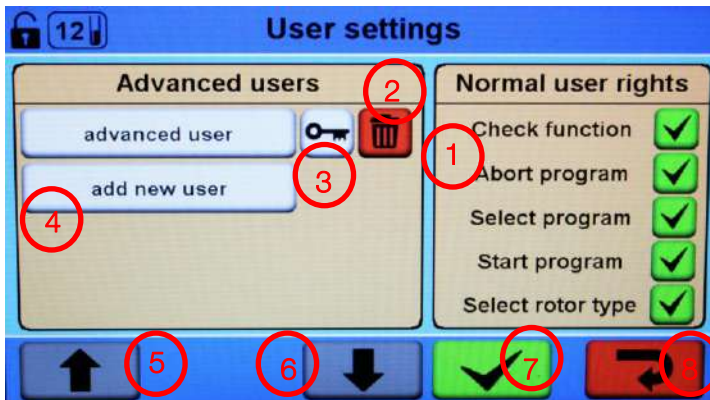 12
User settings
Advanced users
2
Normal user rights
advanced user
Check function
1
3
Abort program
add new user
4
Select program
Start program
Select rotor type
5
6
7
8